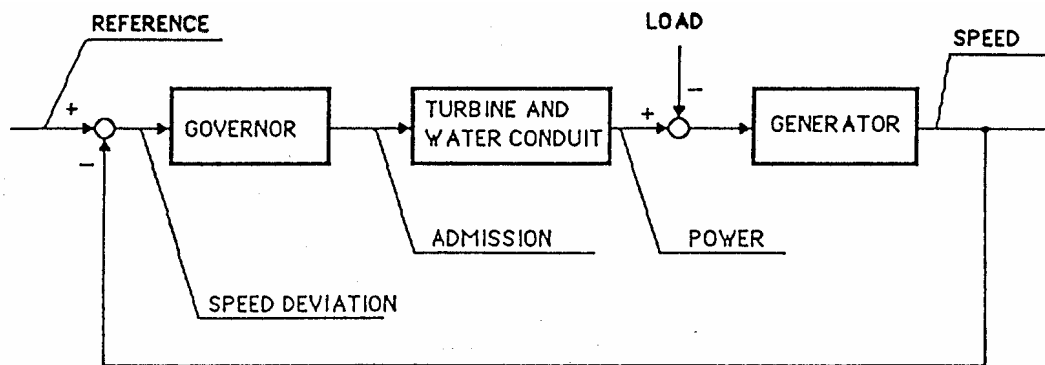 REFERENCE
LOAD
SPEED
+
−
GOVERNOR
TURBINE AND
WATER CONDUIT
+
−
GENERATOR
ADMISSION
POWER
SPEED DEVIATION